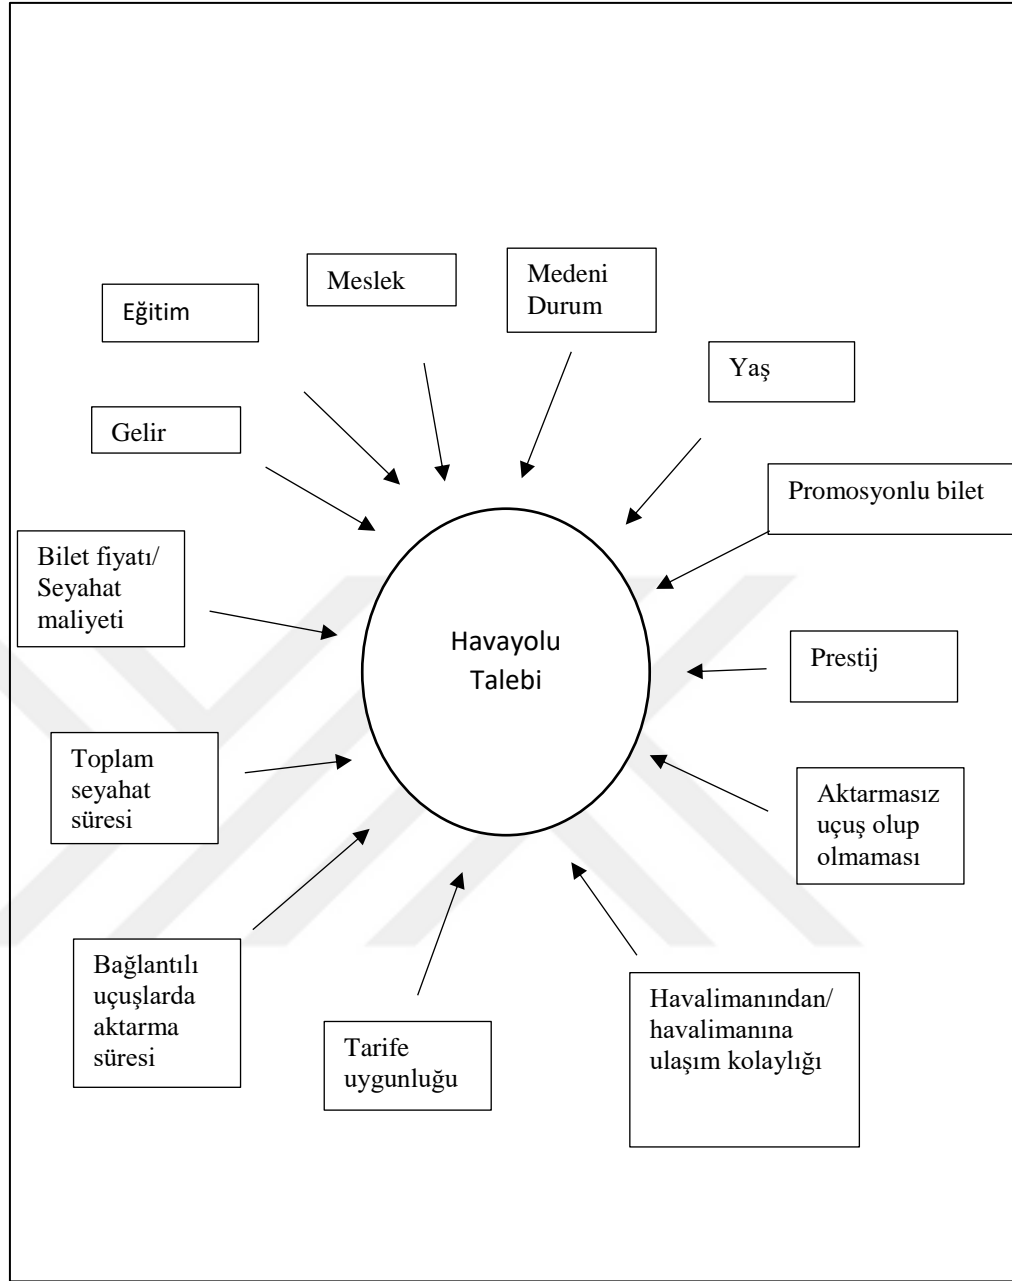 Meslek
Medeni
Durum
Eğitim
Yaş
Gelir
Promosyonlu bilet
Bilet fiyatı/
Seyahat
maliyeti
Havayolu
Talebi
Prestij
Toplam
seyahat
süresi
Aktarmasız
uçuş olup
olmaması
Bağlantılı
uçuşlarda
aktarma
süresi
Tarife
uygunluğu
Havalimanından/
havalimanına
ulaşım kolaylığı